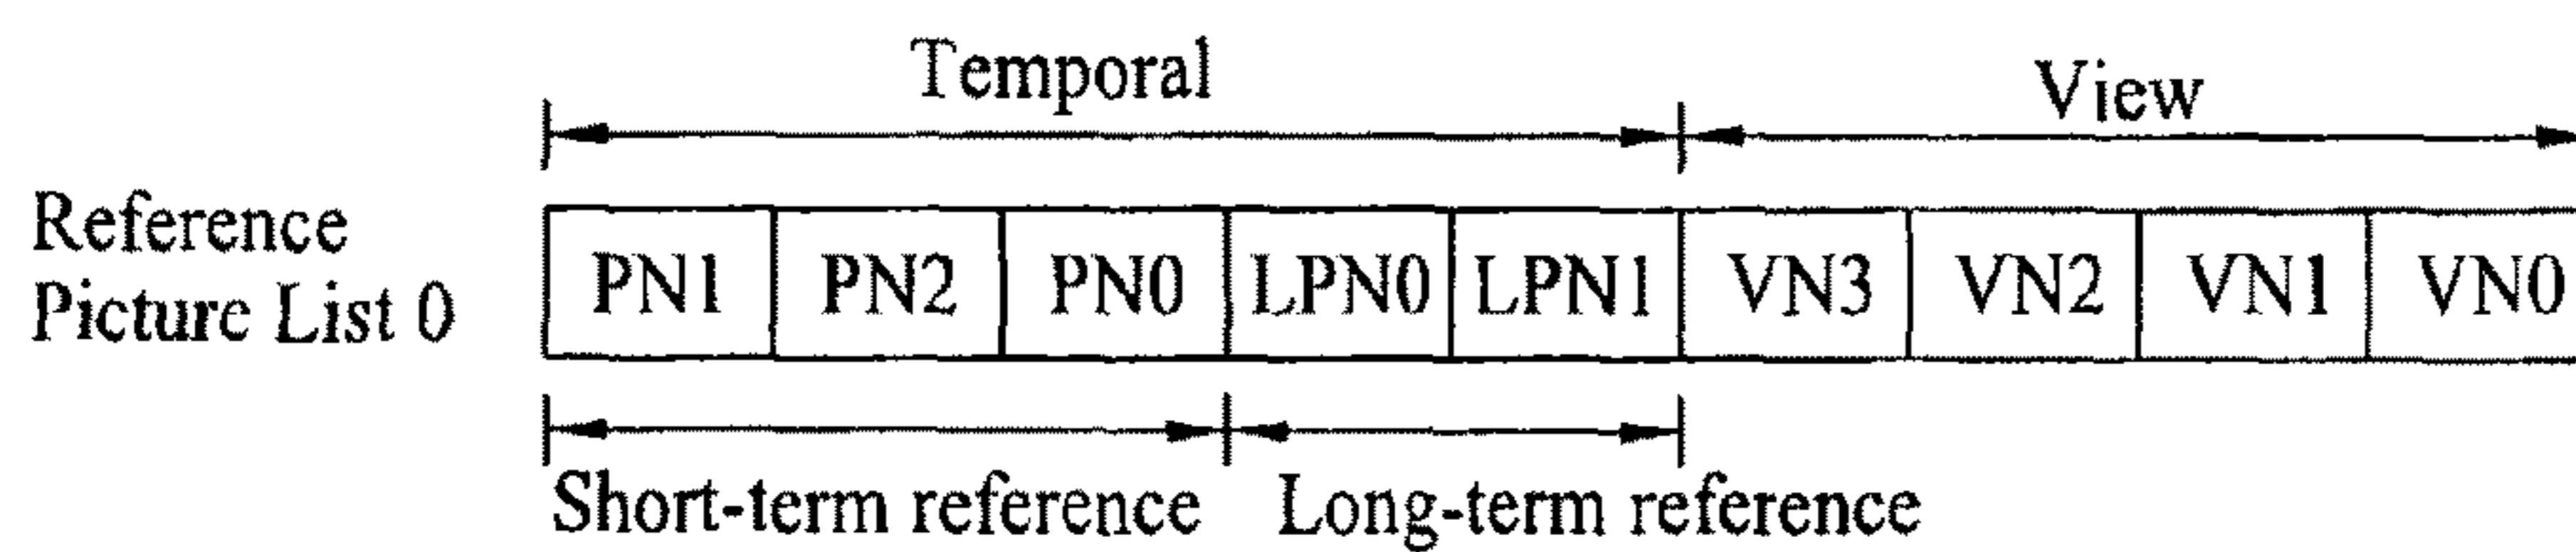 Temporal View
Reference
Picture List 0
PN1 PN2 PN0 LPN0 LPN1 VN3 VN2 VN1 VN0
Short-term reference Long-term reference